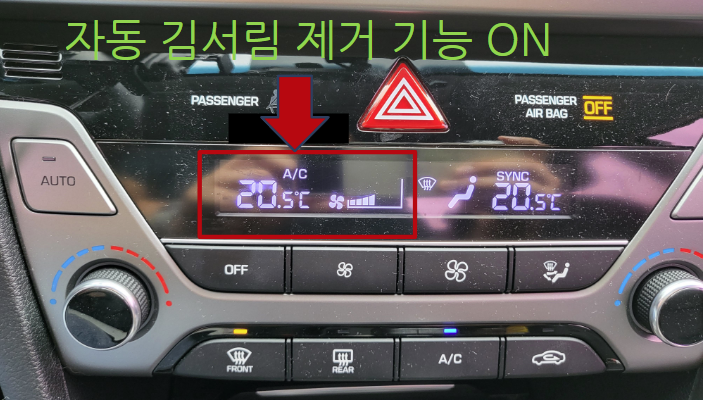 자동 김서림 제거 기능 ON
PASSENGER
PASSENGER
AIR BAG
OFF
A/C
20.5°C
SYNC
20.5°C
AUTO
OFF
FRONT
REAR
A/C